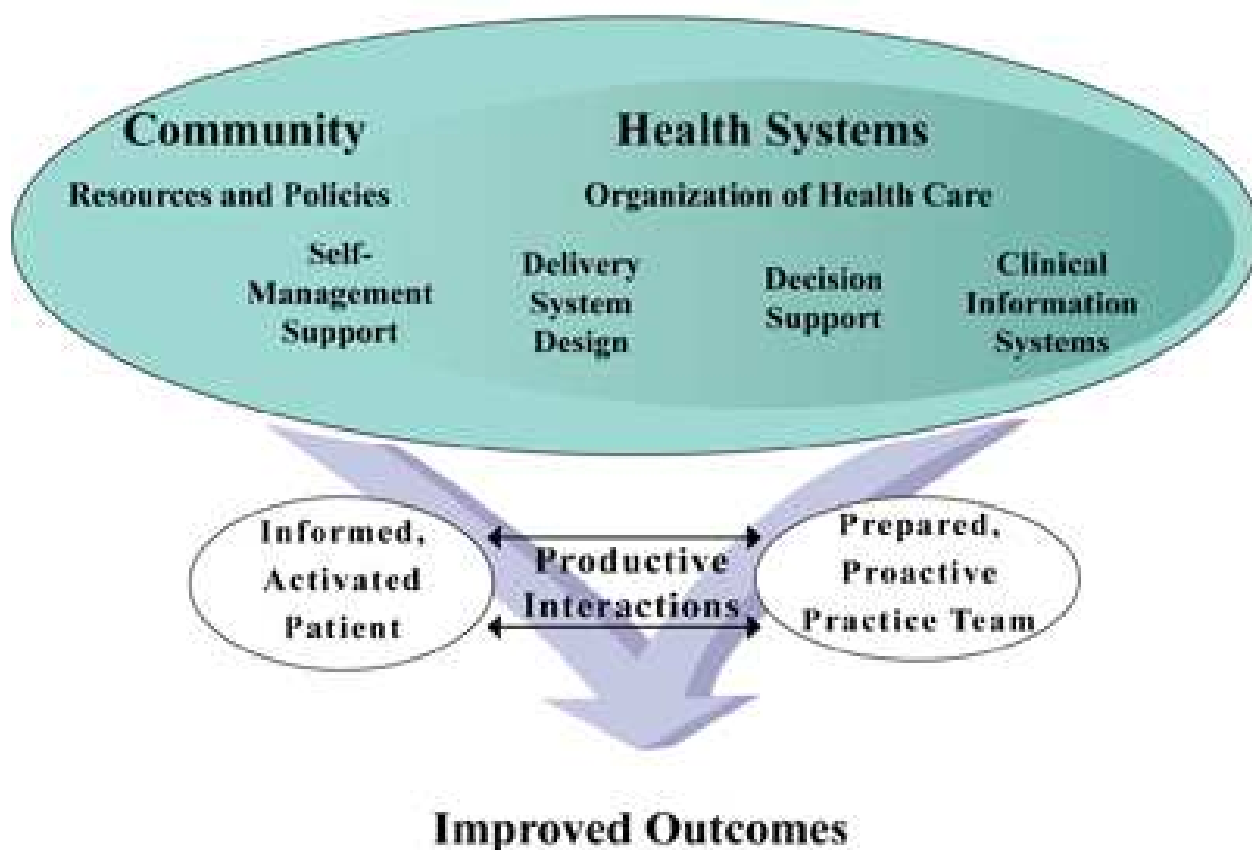 Community
Resources and Policies
Health Systems
Organization of Health Care
Self-
Management
Support
Delivery
System
Design
Decision
Support
Clinical
Information
Systems
Informed,
Activated
Patient
Productive
Interactions
Prepared,
Proactive
Practice Team
Improved Outcomes